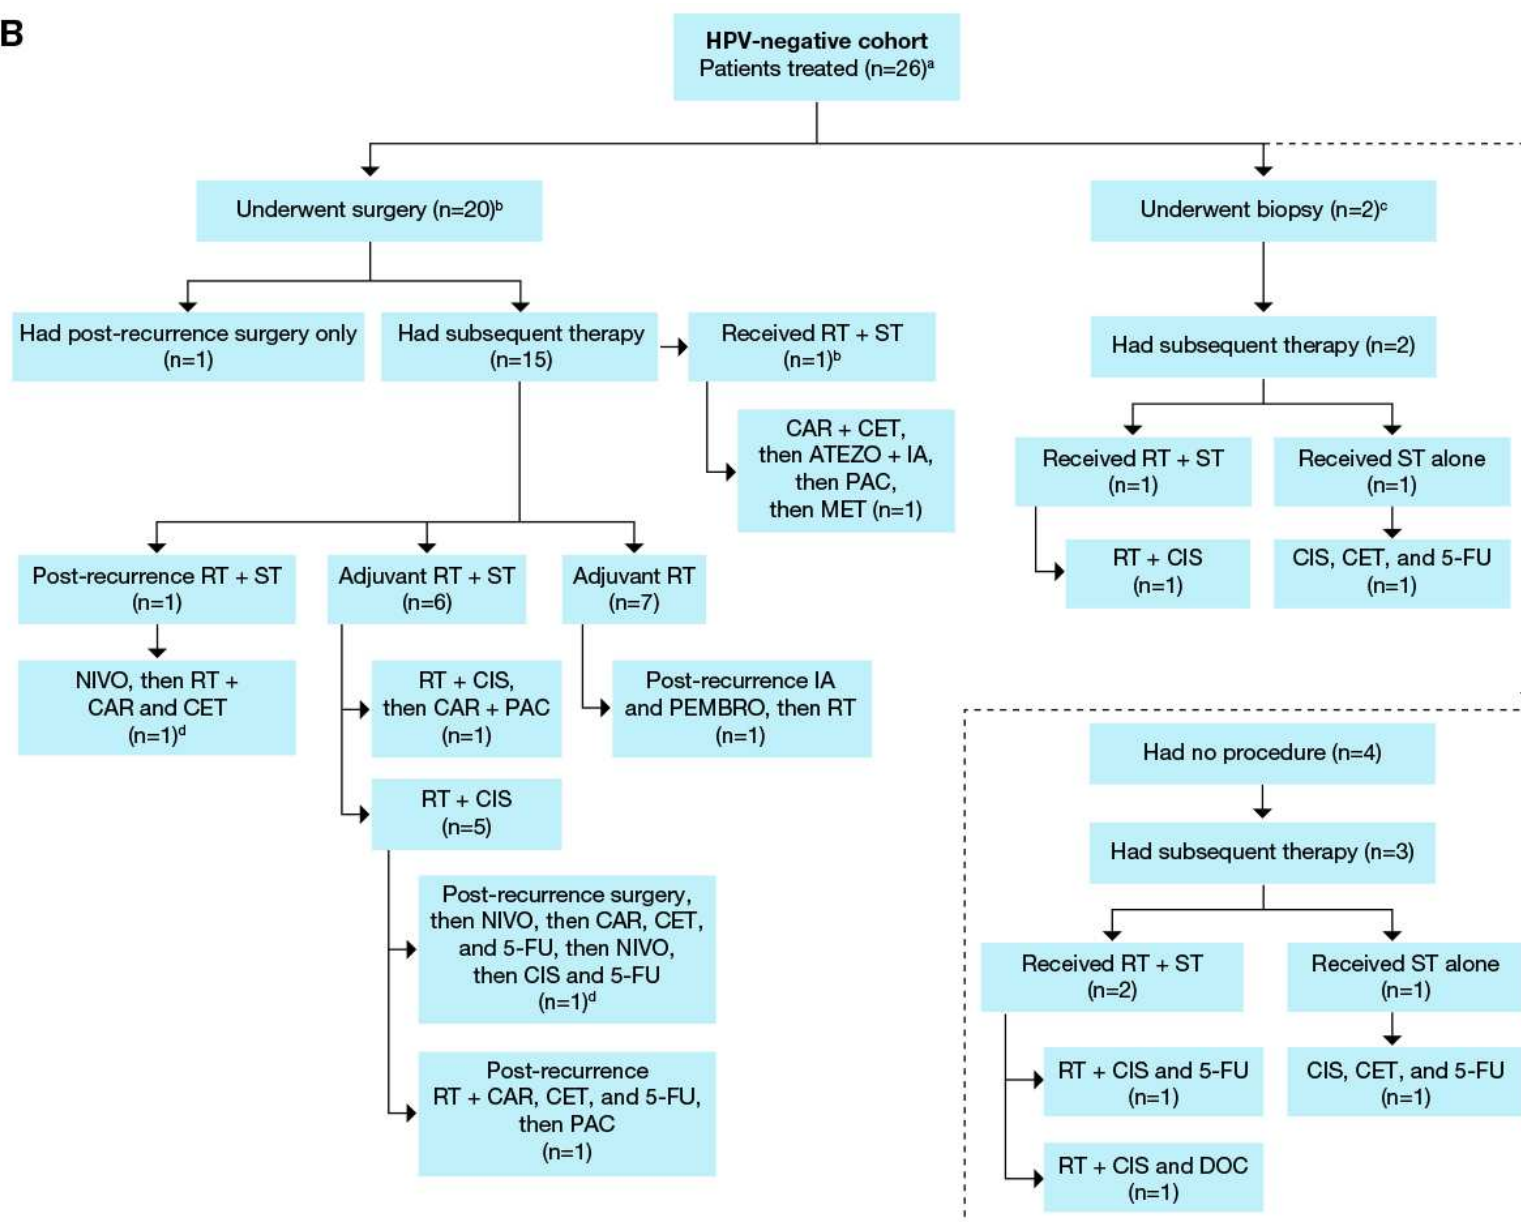 B
HPV-negative cohort
Patients treated (n=26)ᵃ
Underwent surgery (n=20)ᵇ
Underwent biopsy (n=2)ᶜ
Had post-recurrence surgery only
(n=1)
Had subsequent therapy
(n=15)
Received RT + ST
(n=1)ᵇ
CAR + CET,
then ATEZO + IA,
then PAC,
then MET (n=1)
Had subsequent therapy (n=2)
Received RT + ST
(n=1)
Received ST alone
(n=1)
RT + CIS
(n=1)
CIS, CET, and 5-FU
(n=1)
Post-recurrence RT + ST
(n=1)
Adjuvant RT + ST
(n=6)
Adjuvant RT
(n=7)
NIVO, then RT +
CAR and CET
(n=1)ᵈ
RT + CIS,
then CAR + PAC
(n=1)
Post-recurrence IA
and PEMBRO, then RT
(n=1)
RT + CIS
(n=5)
Post-recurrence surgery,
then NIVO, then CAR, CET,
and 5-FU, then NIVO,
then CIS and 5-FU
(n=1)ᵈ
Post-recurrence
RT + CAR, CET, and 5-FU,
then PAC
(n=1)
Had no procedure (n=4)
Had subsequent therapy (n=3)
Received RT + ST
(n=2)
Received ST alone
(n=1)
RT + CIS and 5-FU
(n=1)
CIS, CET, and 5-FU
(n=1)
RT + CIS and DOC
(n=1)